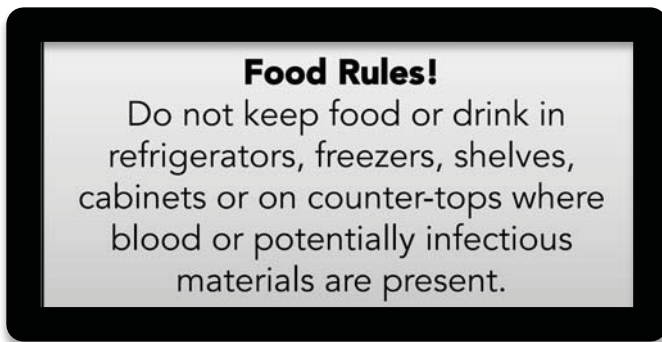 Food Rules!
Do not keep food or drink in
refrigerators, freezers, shelves,
cabinets or on counter-tops where
blood or potentially infectious
materials are present.